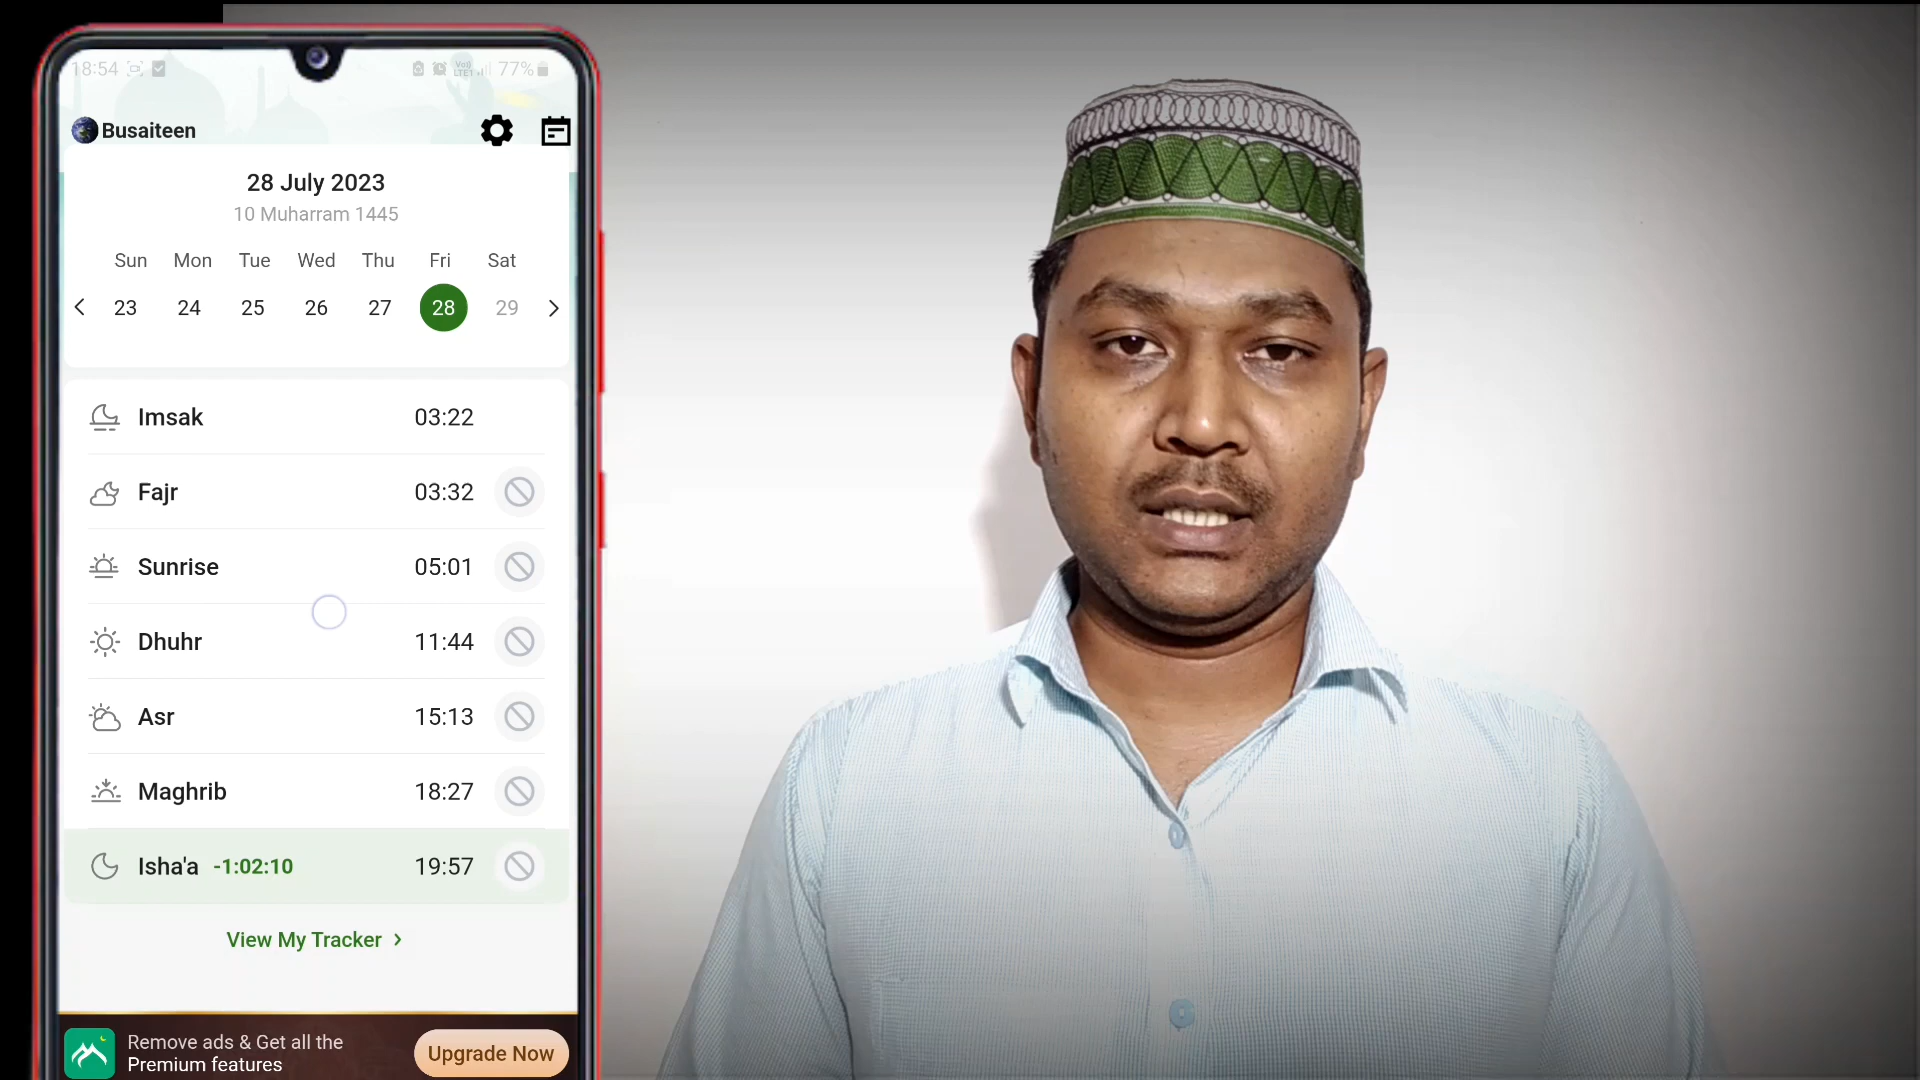 18:54
VoJ)
LTE1
77%
Busaiteen
28 July 2023
10 Muharram 1445
Sun Mon Tue Wed Thu Fri Sat
23 24 25 26 27 28 29
Imsak 03:22
Fajr 03:32
Sunrise 05:01
Dhuhr 11:44
Asr 15:13
Maghrib 18:27
Isha'a -1:02:10 19:57
View My Tracker
Remove ads & Get all the
Premium features
Upgrade Now